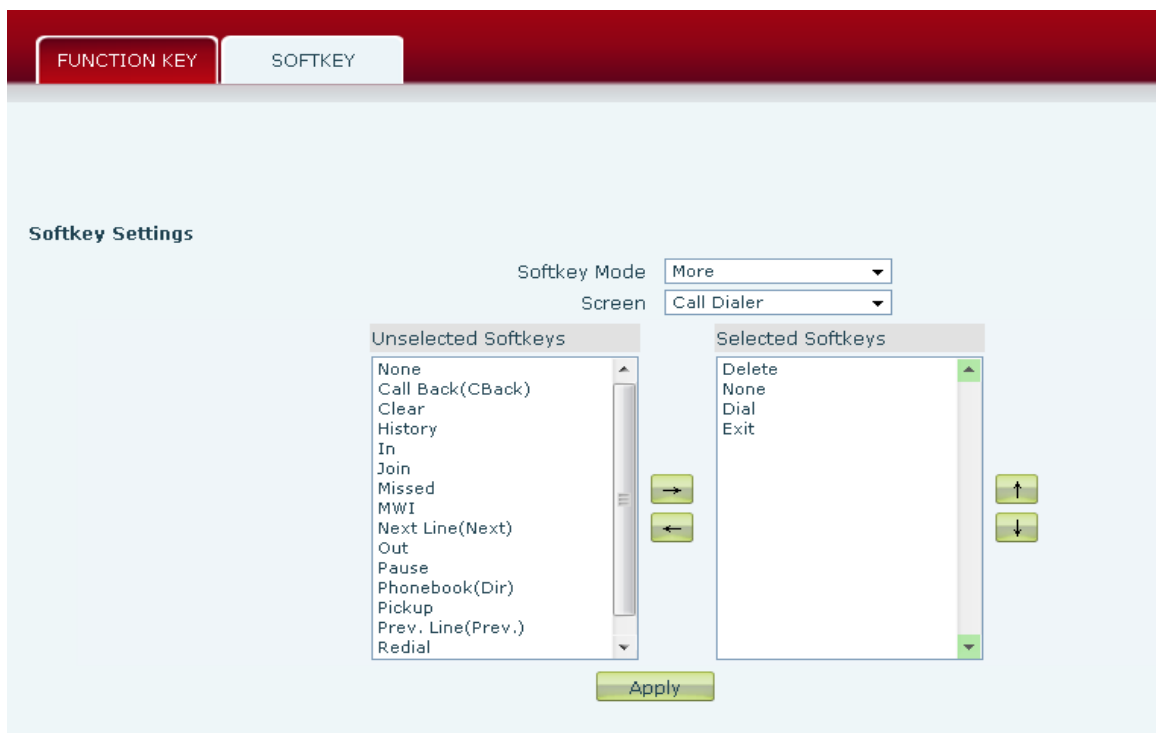 FUNCTION KEY
SOFTKEY
Softkey Settings
Softkey Mode More
Screen Call Dialer
Unselected Softkeys
None
Call Back(CBack)
Clear
History
In
Join
Missed
MWI
Next Line(Next)
Out
Pause
Phonebook(Dir)
Pickup
Prev. Line(Prev.)
Redial
→
←
Selected Softkeys
Delete
None
Dial
Exit
↑
↓
Apply